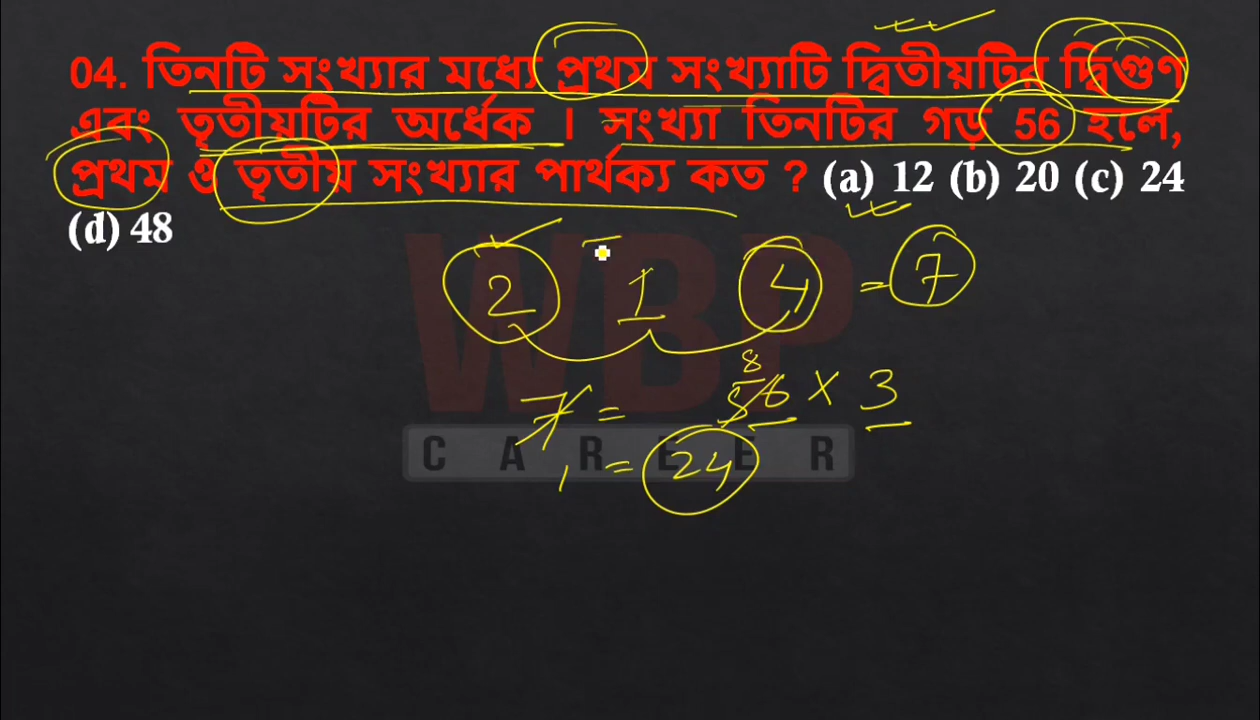 04. তিনটি সংখ্যার মধ্যে প্রথম সংখ্যাটি দ্বিতীয়টির দ্বিগুণ
এবং তৃতীয়টির অর্ধেক । সংখ্যা তিনটির গড় 56 হলে,
প্রথম ও তৃতীয় সংখ্যার পার্থক্য কত ? (a) 12 (b) 20 (c) 24
(d) 48
2 1 4 = 7
8
7 = 56 × 3
1 = 24
WBP
CAREER